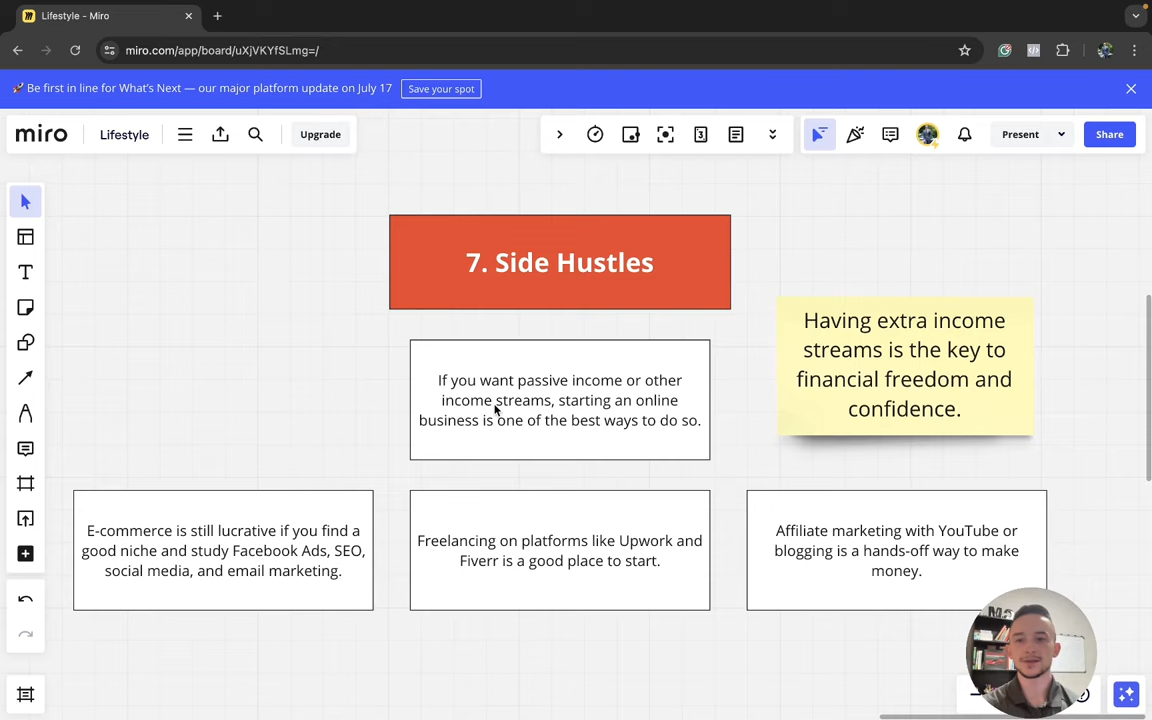 Lifestyle - Miro
miro.com/app/board/uXjVKYfSLmg=/
🚀 Be first in line for What's Next — our major platform update on July 17
Save your spot
miro
Lifestyle
Upgrade
3
Present
Share
7. Side Hustles
Having extra income
streams is the key to
financial freedom and
confidence.
If you want passive income or other
income streams, starting an online
business is one of the best ways to do so.
E-commerce is still lucrative if you find a
good niche and study Facebook Ads, SEO,
social media, and email marketing.
Freelancing on platforms like Upwork and
Fiverr is a good place to start.
Affiliate marketing with YouTube or
blogging is a hands-off way to make
money.